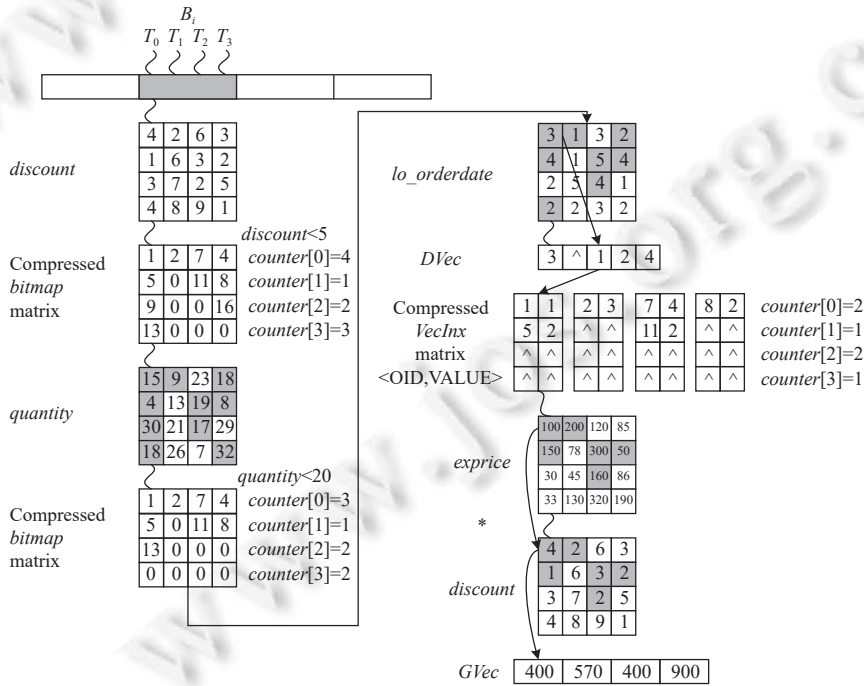 B_i
T_0 T_1 T_2 T_3
discount
4 2 6 3
1 6 3 2
3 7 2 5
4 8 9 1
discount<5
Compressed
bitmap
matrix
1 2 7 4 counter[0]=4
5 0 11 8 counter[1]=1
9 0 0 16 counter[2]=2
13 0 0 0 counter[3]=3
quantity
15 9 23 18
4 13 19 8
30 21 17 29
18 26 7 32
quantity<20
Compressed
bitmap
matrix
1 2 7 4 counter[0]=3
5 0 11 8 counter[1]=1
13 0 0 0 counter[2]=2
0 0 0 0 counter[3]=2
lo_orderdate
3 1 3 2
4 1 5 4
2 5 4 1
2 2 3 2
DVec
3 ^ 1 2 4
Compressed
VecInx
matrix
<OID,VALUE>
1 1 2 3 7 4 8 2 counter[0]=2
5 2 ^ ^ 11 2 ^ ^ counter[1]=1
^ ^ ^ ^ ^ ^ ^ ^ counter[2]=2
^ ^ ^ ^ ^ ^ ^ ^ counter[3]=1
exprice
100 200 120 85
150 78 300 50
30 45 160 86
33 130 320 190
*
discount
4 2 6 3
1 6 3 2
3 7 2 5
4 8 9 1
GVec
400 570 400 900